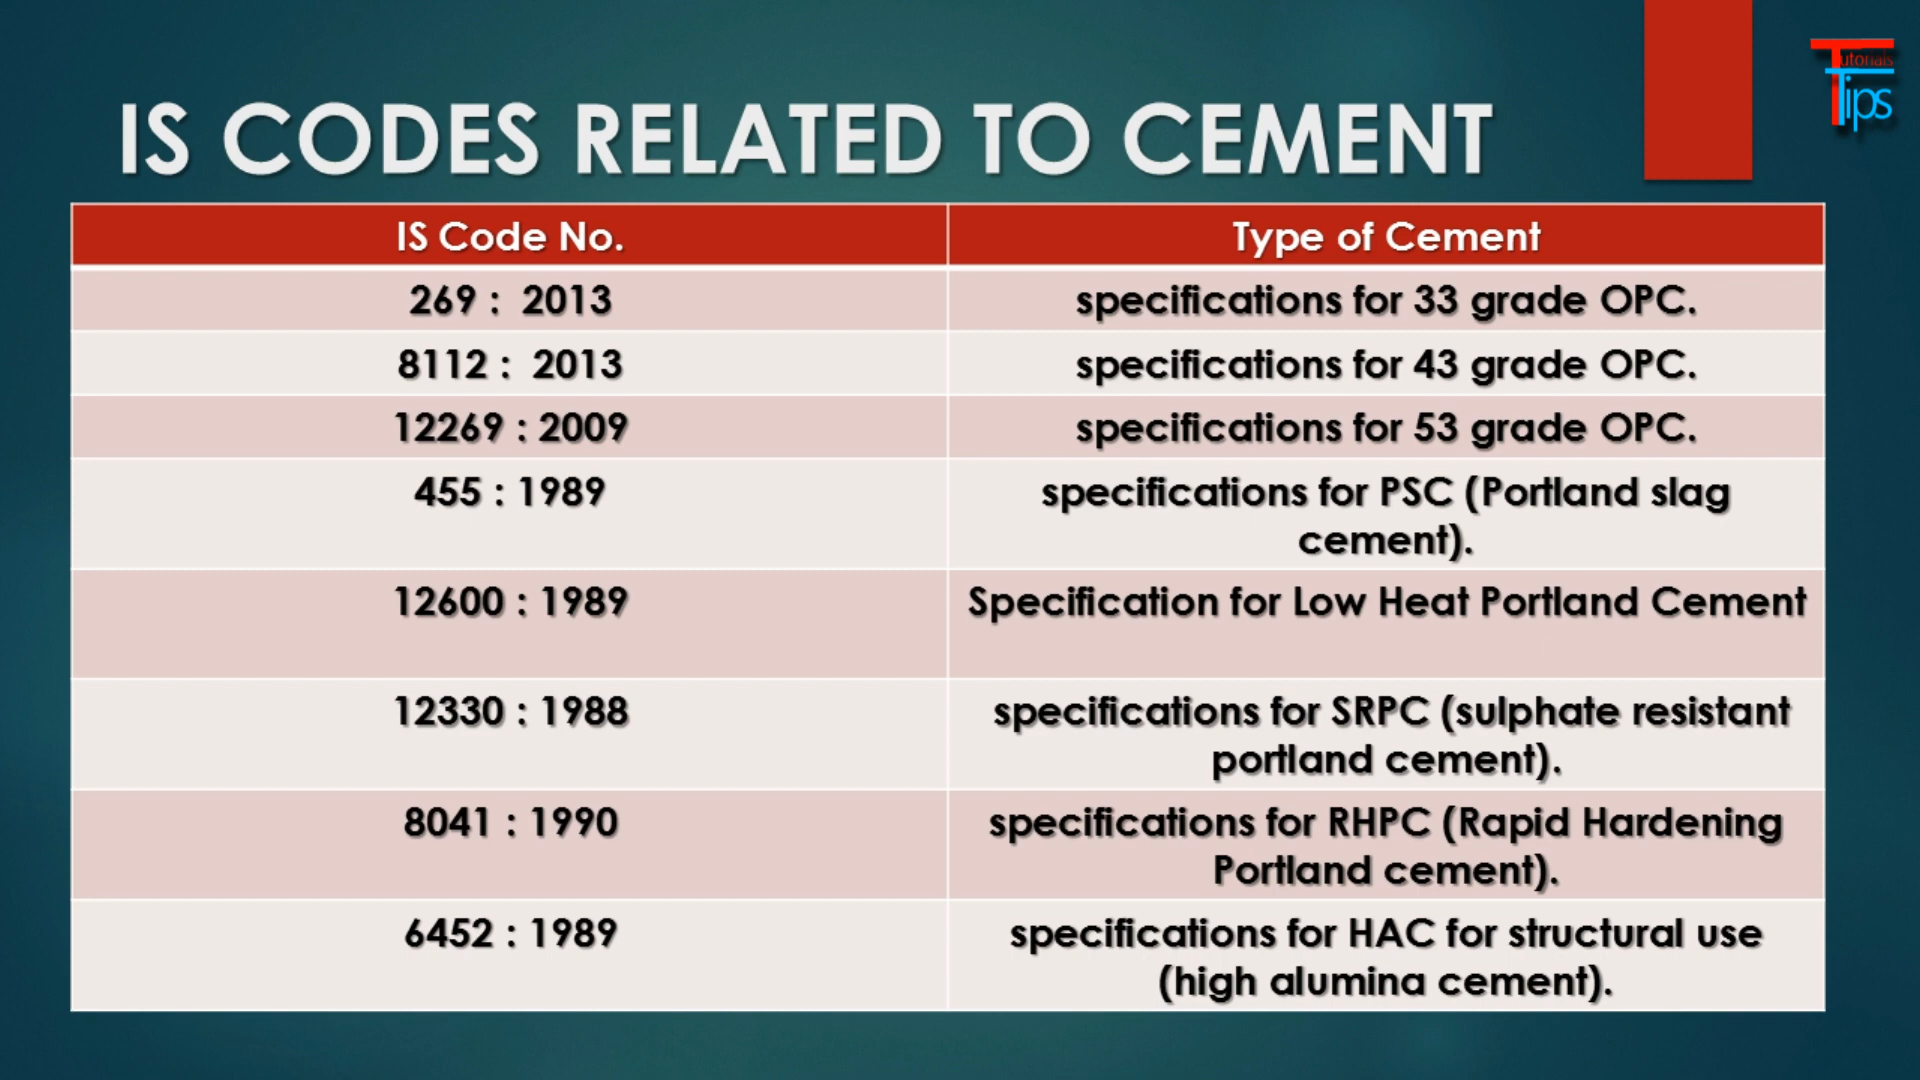 Tutorials
Tips
IS CODES RELATED TO CEMENT
IS Code No. Type of Cement
269 : 2013 specifications for 33 grade OPC.
8112 : 2013 specifications for 43 grade OPC.
12269 : 2009 specifications for 53 grade OPC.
455 : 1989 specifications for PSC (Portland slag
cement).
12600 : 1989 Specification for Low Heat Portland Cement
12330 : 1988 specifications for SRPC (sulphate resistant
portland cement).
8041 : 1990 specifications for RHPC (Rapid Hardening
Portland cement).
6452 : 1989 specifications for HAC for structural use
(high alumina cement).